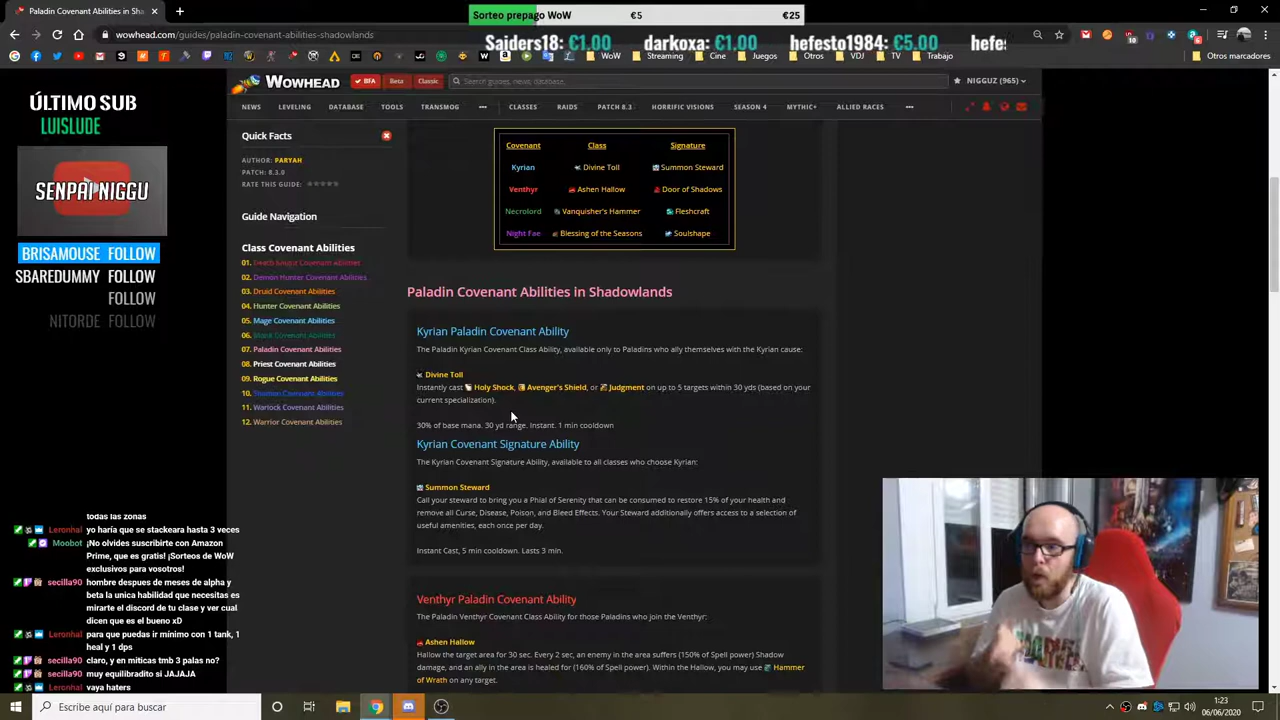 Paladin Covenant Abilities in Sh
Sorteo prepago WoW €5 €25
Saiders18: €1.00 darkoxa: €1.00 hefesto1984: €5.00 hefe
wowhead.com/guides/paladin-covenant-abilities-shadowlands
WoW
Streaming
Cine
Juegos
Otros
VDJ
TV
Trabajo
Otros marcadores
WOWHEAD
BFA
Beta
Classic
Search guides, news, database...
NIGGUZ (965)
NEWS LEVELING DATABASE TOOLS TRANSMOG ••• CLASSES RAIDS PATCH 8.3 HORRIFIC VISIONS SEASON 4 MYTHIC+ ALLIED RACES •••
ÚLTIMO SUB
LUISLUDE
SENPAI NIGGU
BRISAMOUSE FOLLOW
SBAREDUMMY FOLLOW
FOLLOW
NITORDE FOLLOW
Quick Facts
AUTHOR: PARYAH
PATCH: 8.3.0
RATE THIS GUIDE:
Guide Navigation
Class Covenant Abilities
01. Death Knight Covenant Abilities
02. Demon Hunter Covenant Abilities
03. Druid Covenant Abilities
04. Hunter Covenant Abilities
05. Mage Covenant Abilities
06. Monk Covenant Abilities
07. Paladin Covenant Abilities
08. Priest Covenant Abilities
09. Rogue Covenant Abilities
10. Shaman Covenant Abilities
11. Warlock Covenant Abilities
12. Warrior Covenant Abilities
Covenant Class Signature
Kyrian Divine Toll Summon Steward
Venthyr Ashen Hallow Door of Shadows
Necrolord Vanquisher's Hammer Fleshcraft
Night Fae Blessing of the Seasons Soulshape
Paladin Covenant Abilities in Shadowlands
Kyrian Paladin Covenant Ability
The Paladin Kyrian Covenant Class Ability, available only to Paladins who ally themselves with the Kyrian cause:
Divine Toll
Instantly cast Holy Shock, Avenger's Shield, or Judgment on up to 5 targets within 30 yds (based on your
current specialization).
30% of base mana. 30 yd range. Instant. 1 min cooldown
Kyrian Covenant Signature Ability
The Kyrian Covenant Signature Ability, available to all classes who choose Kyrian:
Summon Steward
Call your steward to bring you a Phial of Serenity that can be consumed to restore 15% of your health and
remove all Curse, Disease, Poison, and Bleed Effects. Your Steward additionally offers access to a selection of
useful amenities, each once per day.
Instant Cast, 5 min cooldown. Lasts 3 min.
Venthyr Paladin Covenant Ability
The Paladin Venthyr Covenant Class Ability for those Paladins who join the Venthyr:
Ashen Hallow
Hallow the target area for 30 sec. Every 2 sec, an enemy in the area suffers (150% of Spell power) Shadow
damage, and an ally in the area is healed for (160% of Spell power). Within the Hallow, you may use Hammer
of Wrath on any target.
todas las zonas
Leronhal yo haría que se stackeara hasta 3 veces
Moobot ¡No olvides suscribirte con Amazon
Prime, que es gratis! ¡Sorteos de WoW
exclusivos para vosotros!
secilla90 hombre despues de meses de alpha y
beta la unica habilidad que necesitas es
mirarte el discord de tu clase y ver cual
dicen que es el bueno xD
Leronhal para que puedas ir mínimo con 1 tank, 1
heal y 1 dps
secilla90 claro, y en miticas tmb 3 palas no?
secilla90 muy equilibradito si JAJAJA
Leronhal vaya haters
Escribe aquí para buscar
1:23
06/06/2020